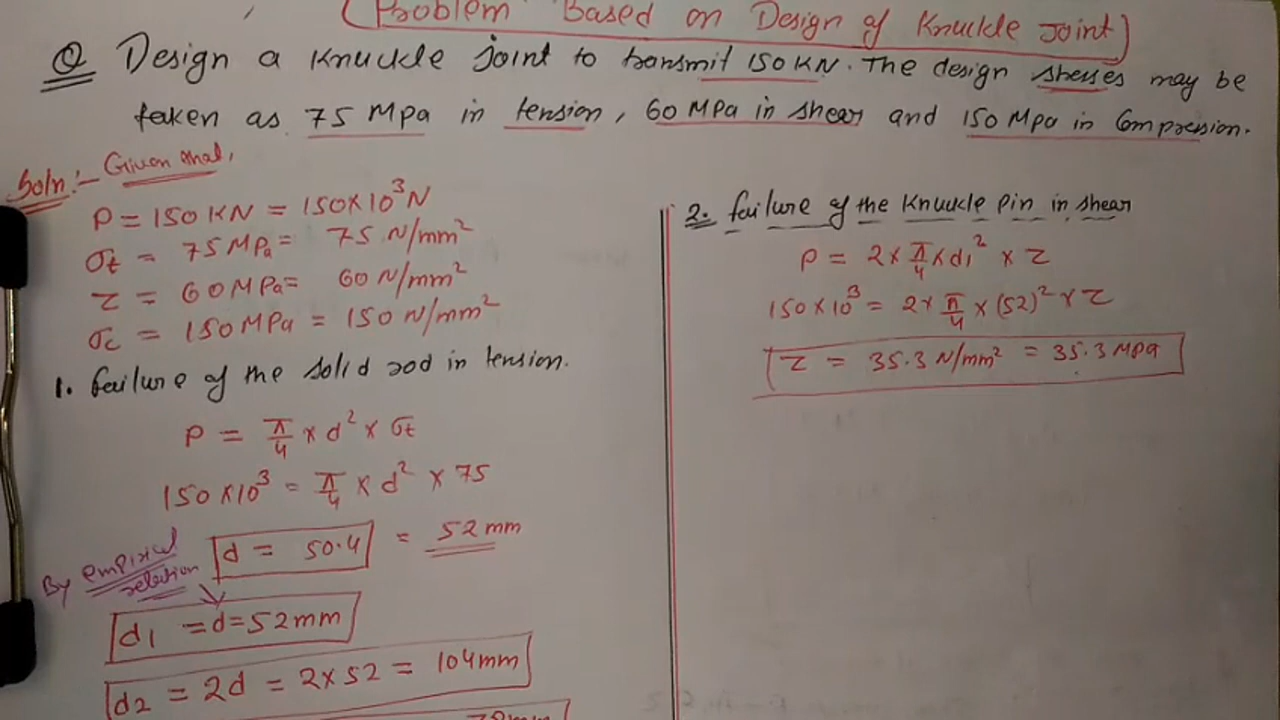 (Problem Based on Design of Knuckle Joint)
Q Design a Knuckle joint to transmit 150 KN. The design stresses may be
taken as 75 MPa in tension, 60 MPa in shear and 150 MPa in Compression.
Soln:- Given that,
P = 150 KN = 150×10³ N
σt = 75 MPa = 75 N/mm²
τ = 60 MPa = 60 N/mm²
σc = 150 MPa = 150 N/mm²
1. failure of the solid rod in tension.
P = π/4 × d² × σt
150×10³ = π/4 × d² × 75
d = 50.4 = 52 mm
By empirical relation
d1 = d = 52 mm
d2 = 2d = 2×52 = 104 mm
2. failure of the Knuckle pin in shear
P = 2 × π/4 × d1² × τ
150×10³ = 2 × π/4 × (52)² × τ
τ = 35.3 N/mm² = 35.3 MPa